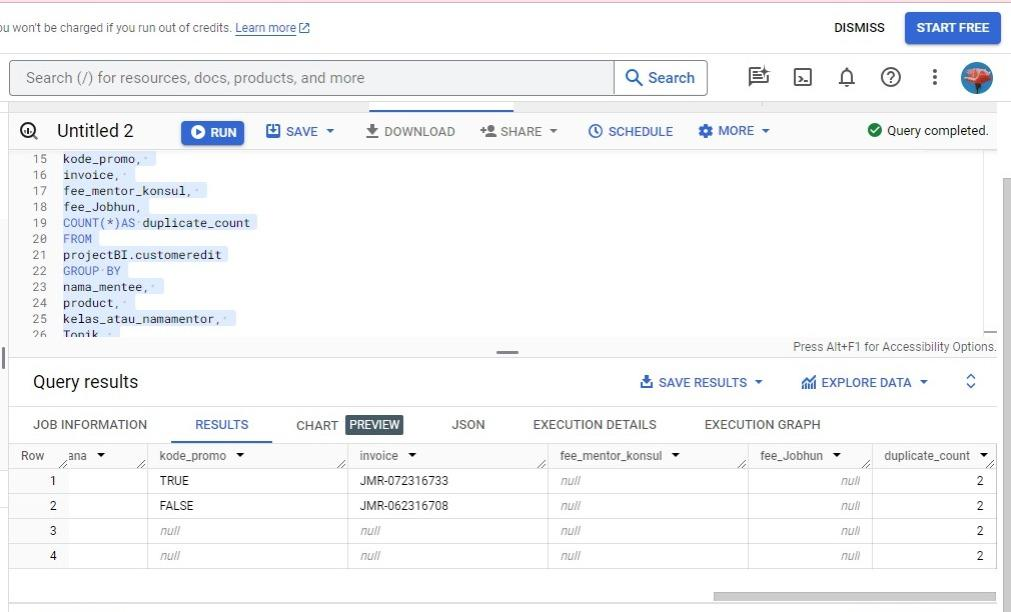 ou won't be charged if you run out of credits. Learn more
DISMISS
START FREE
Search (/) for resources, docs, products, and more
Search
Untitled 2
RUN
SAVE
DOWNLOAD
SHARE
SCHEDULE
MORE
Query completed.
15 kode_promo,
16 invoice,
17 fee_mentor_konsul,
18 fee_Jobhun,
19 COUNT(*)AS duplicate_count
20 FROM
21 projectBI.customeredit
22 GROUP BY
23 nama_mentee,
24 product,
25 kelas_atau_namamentor,
26 Topik,
Press Alt+F1 for Accessibility Options.
Query results
SAVE RESULTS
EXPLORE DATA
JOB INFORMATION
RESULTS
CHART PREVIEW
JSON
EXECUTION DETAILS
EXECUTION GRAPH
Row ana kode_promo invoice fee_mentor_konsul fee_Jobhun duplicate_count
1 TRUE JMR-072316733 null null 2
2 FALSE JMR-062316708 null null 2
3 null null null null 2
4 null null null null 2